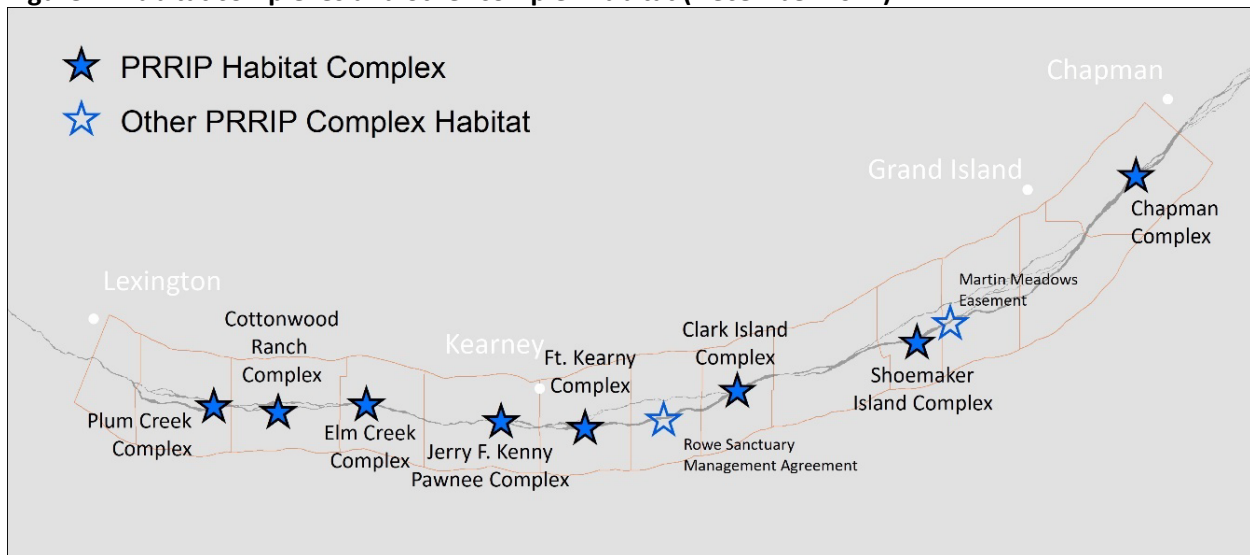 PRRIP Habitat Complex
Other PRRIP Complex Habitat
Chapman
Grand Island
Chapman
Complex
Martin Meadows
Easement
Lexington
Cottonwood
Ranch
Complex
Kearney
Ft. Kearny
Complex
Clark Island
Complex
Shoemaker
Island Complex
Plum Creek
Complex
Elm Creek
Complex
Jerry F. Kenny
Pawnee Complex
Rowe Sanctuary
Management Agreement